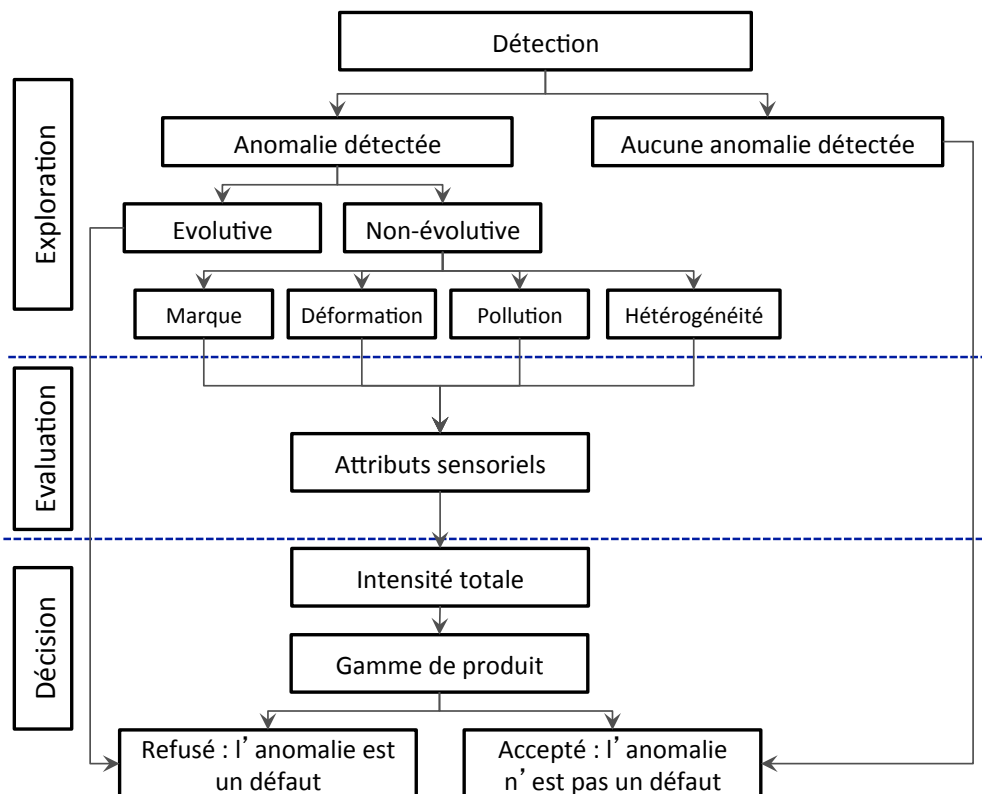 Détection
Exploration
Anomalie détectée
Aucune anomalie détectée
Evolutive
Non-évolutive
Marque
Déformation
Pollution
Hétérogénéité
Evaluation
Attributs sensoriels
Décision
Intensité totale
Gamme de produit
Refusé : l’anomalie est
un défaut
Accepté : l’anomalie
n’est pas un défaut